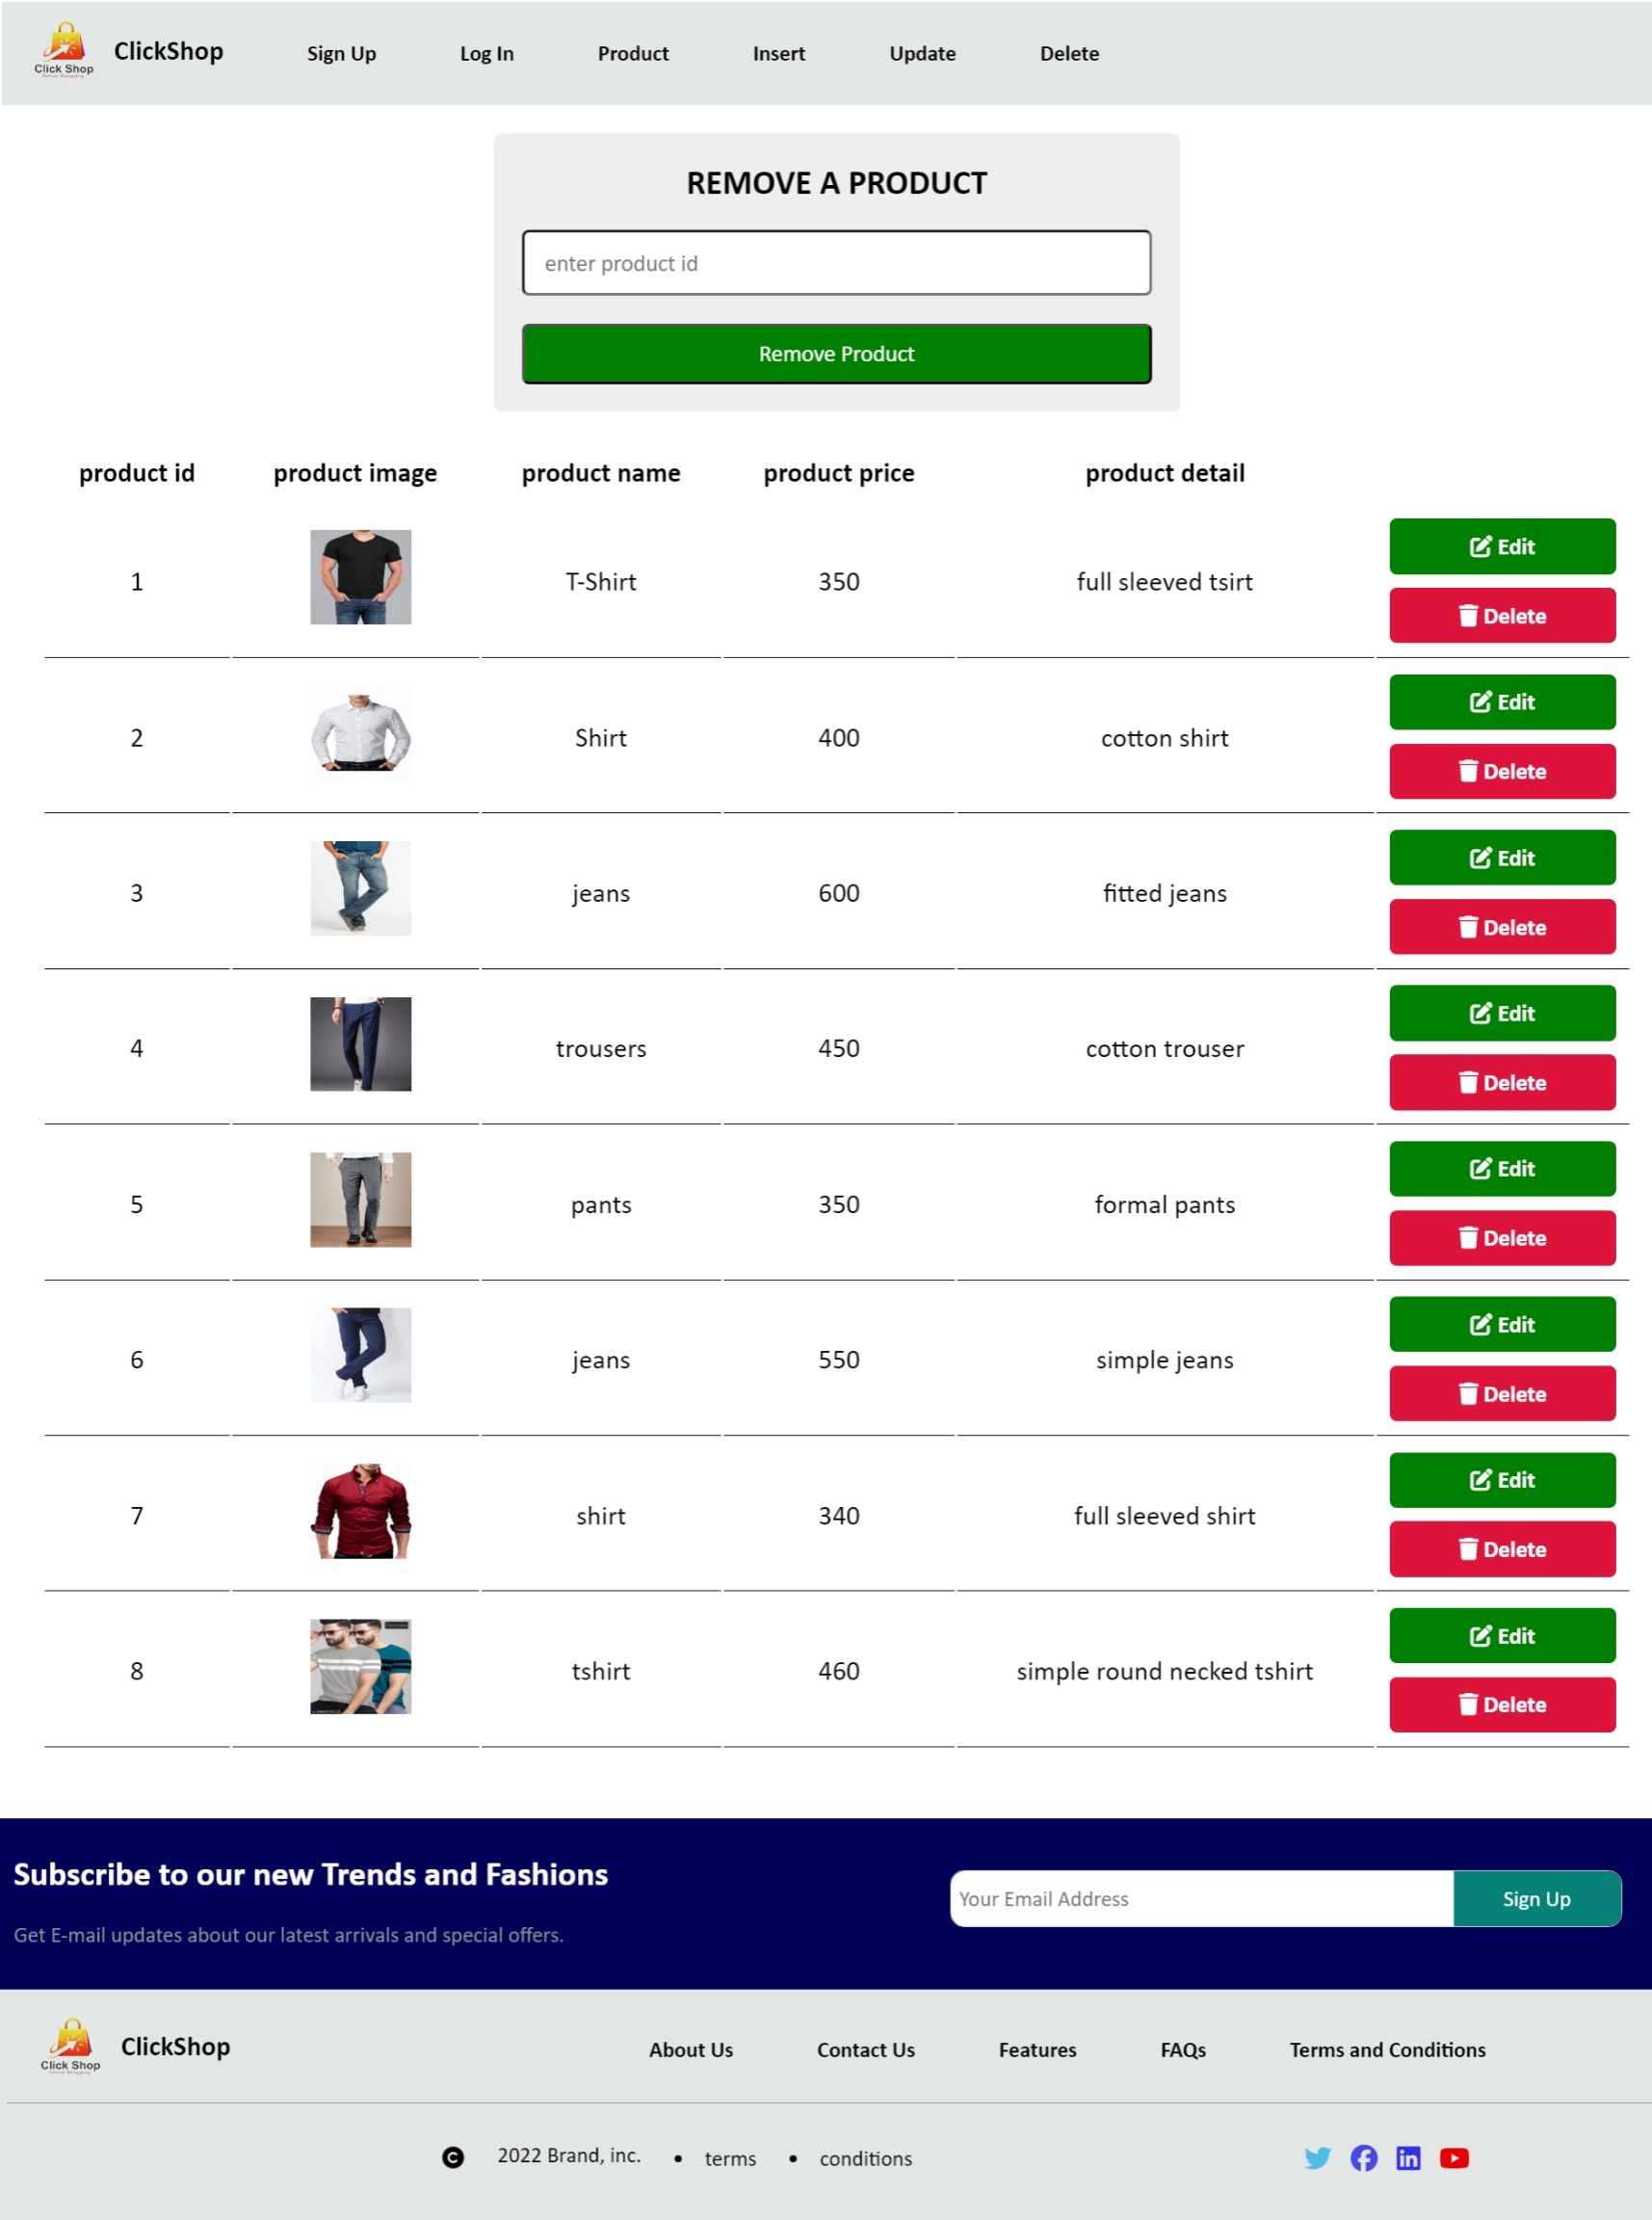 Click Shop
Online Shopping
ClickShop
Sign Up
Log In
Product
Insert
Update
Delete
REMOVE A PRODUCT
enter product id
Remove Product
product id product image product name product price product detail
1 T-Shirt 350 full sleeved tsirt
Edit
Delete
2 Shirt 400 cotton shirt
Edit
Delete
3 jeans 600 fitted jeans
Edit
Delete
4 trousers 450 cotton trouser
Edit
Delete
5 pants 350 formal pants
Edit
Delete
6 jeans 550 simple jeans
Edit
Delete
7 shirt 340 full sleeved shirt
Edit
Delete
8 tshirt 460 simple round necked tshirt
Edit
Delete
Subscribe to our new Trends and Fashions
Get E-mail updates about our latest arrivals and special offers.
Your Email Address
Sign Up
Click Shop
Online Shopping
ClickShop
About Us
Contact Us
Features
FAQs
Terms and Conditions
2022 Brand, inc. • terms • conditions